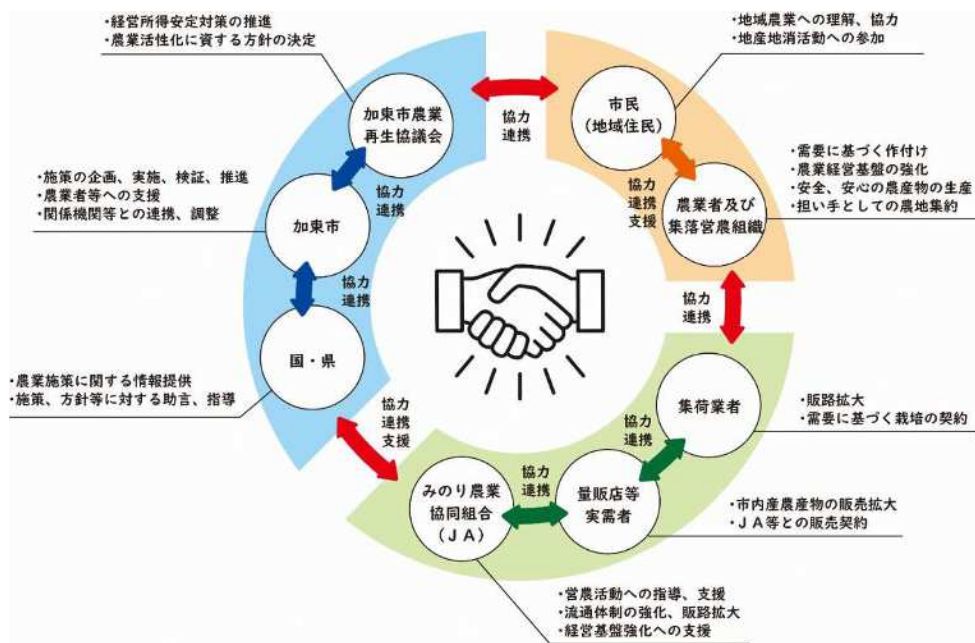 ・経営所得安定対策の推進
・農業活性化に資する方針の決定
加東市農業
再生協議会
協力
連携
・施策の企画、実施、検証、推進
・農業者等への支援
・関係機関等との連携、調整
加東市
協力
連携
国・県
・農業施策に関する情報提供
・施策、方針等に対する助言、指導
協力
連携
・地域農業への理解、協力
・地産地消活動への参加
市民
(地域住民)
協力
連携
支援
・需要に基づく作付け
・農業経営基盤の強化
・安全、安心の農産物の生産
・担い手としての農地集約
農業者及び
集落営農組織
協力
連携
集荷業者
・販路拡大
・需要に基づく栽培の契約
協力
連携
量販店等
実需者
・市内産農産物の販売拡大
・ＪＡ等との販売契約
協力
連携
みのり農業
協同組合
(ＪＡ)
・営農活動への指導、支援
・流通体制の強化、販路拡大
・経営基盤強化への支援
協力
連携
支援